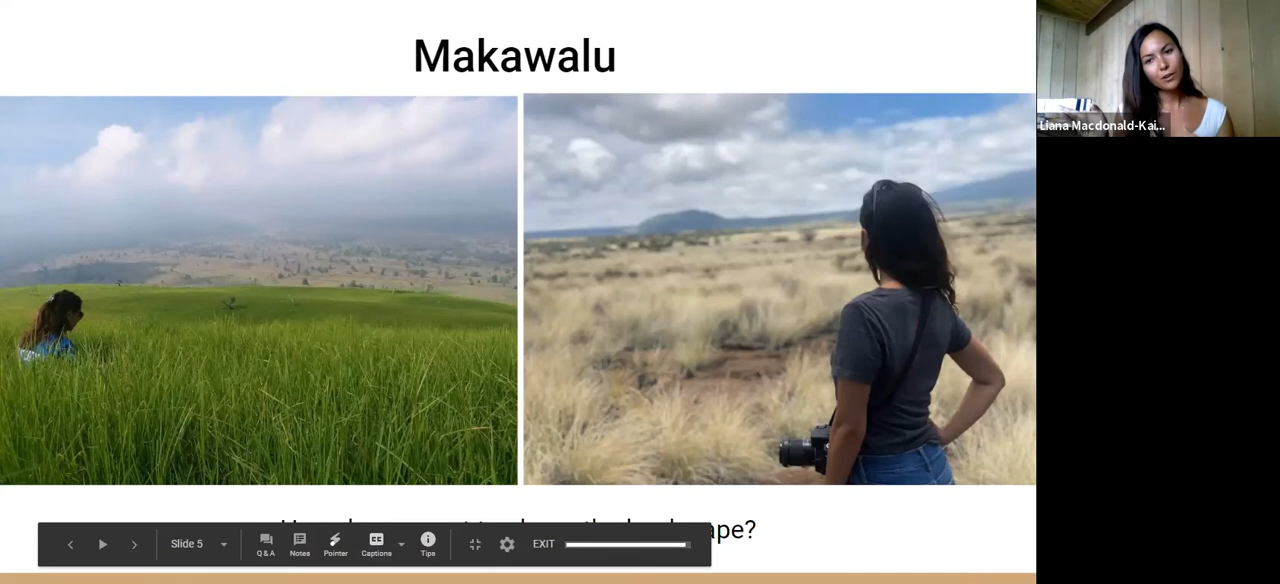 Makawalu
Liana Macdonald-Kai...
ape?
Slide 5
Q & A
Notes
Pointer
Captions
Tips
EXIT